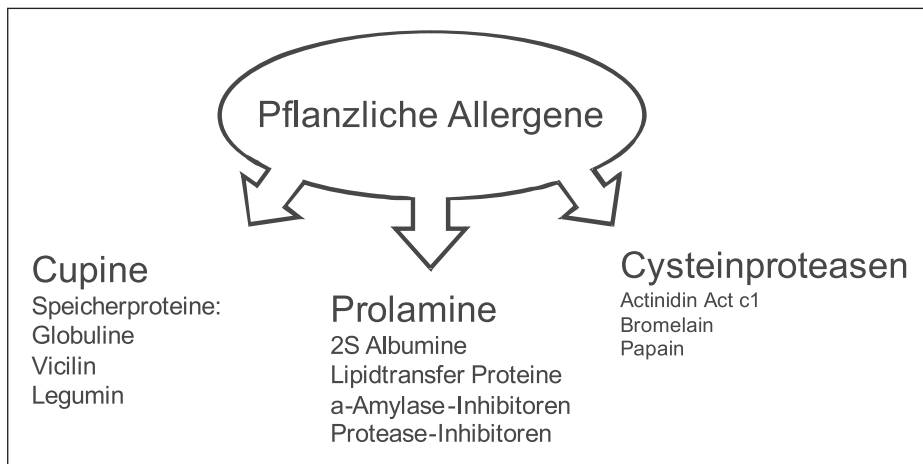 Pflanzliche Allergene
Cupine
Speicherproteine:
Globuline
Vicilin
Legumin
Prolamine
2S Albumine
Lipidtransfer Proteine
a-Amylase-Inhibitoren
Protease-Inhibitoren
Cysteinproteasen
Actinidin Act c1
Bromelain
Papain